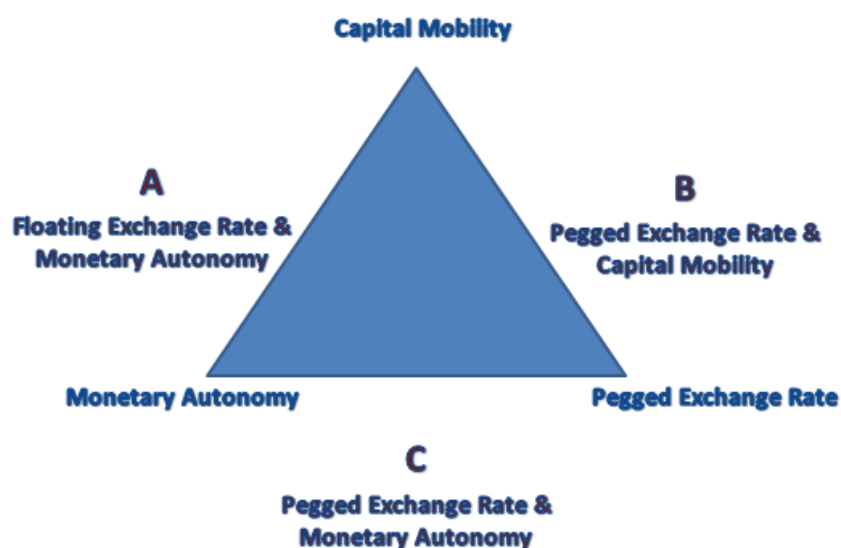 Capital Mobility
A
Floating Exchange Rate &
Monetary Autonomy
B
Pegged Exchange Rate &
Capital Mobility
Monetary Autonomy
Pegged Exchange Rate
C
Pegged Exchange Rate &
Monetary Autonomy